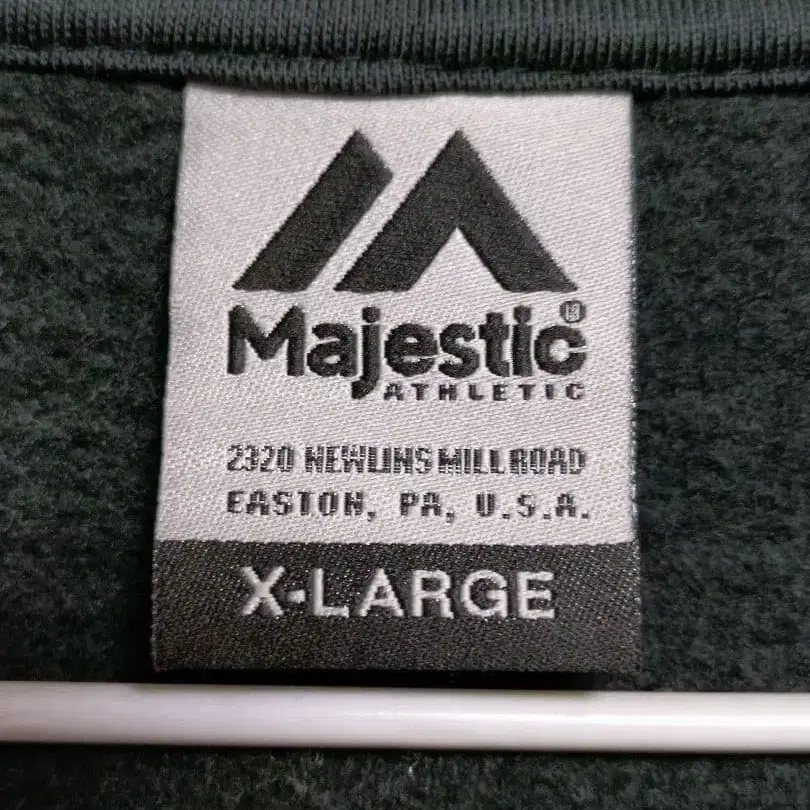 Majestic®
ATHLETIC
2320 NEWLINS MILL ROAD
EASTON, PA, U.S.A.
X-LARGE